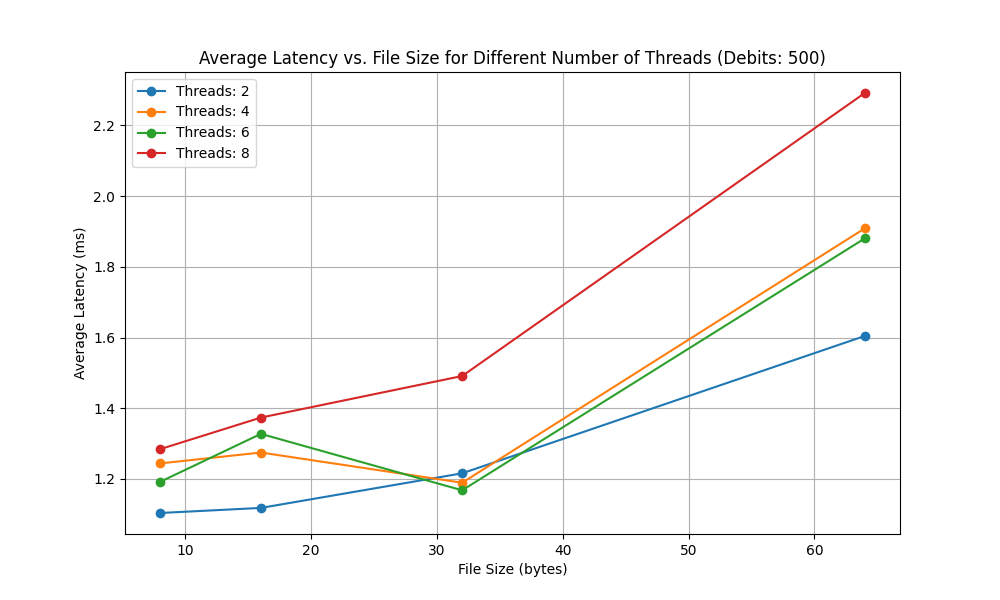 Average Latency vs. File Size for Different Number of Threads (Debits: 500)
Threads: 2
Threads: 4
Threads: 6
Threads: 8
2.2
2.0
1.8
1.6
1.4
1.2
Average Latency (ms)
10 20 30 40 50 60
File Size (bytes)